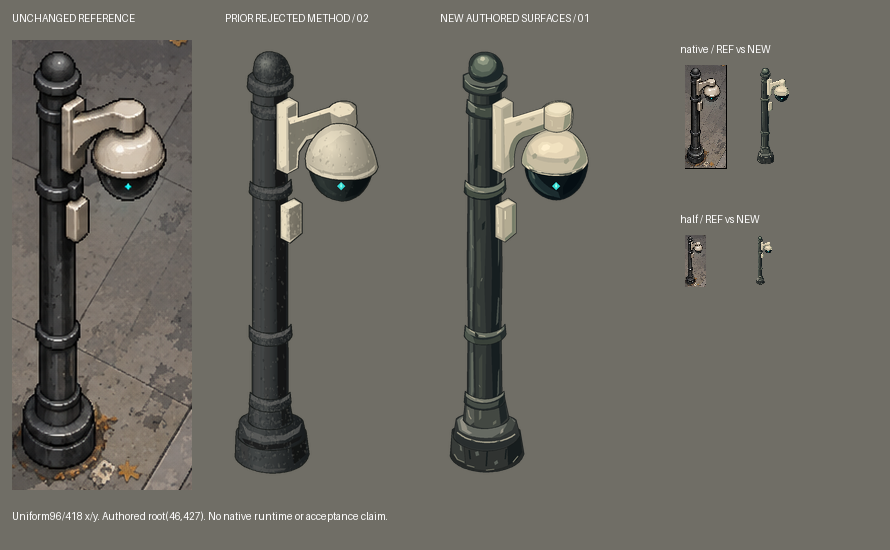 UNCHANGED REFERENCE
PRIOR REJECTED METHOD / 02
NEW AUTHORED SURFACES / 01
native / REF vs NEW
half / REF vs NEW
Uniform96/418 x/y. Authored root(46,427). No native runtime or acceptance claim.